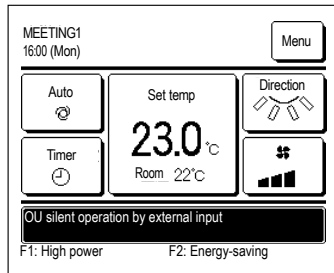 MEETING1
16:00 (Mon)
Menu
Auto
Set temp
Direction
23.0°C
Timer
Room 22°C
OU silent operation by external input
F1: High power F2: Energy-saving